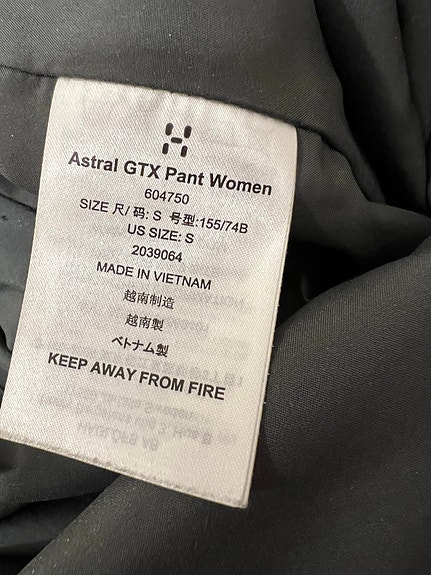 Astral GTX Pant Women
604750
SIZE 尺/ 码: S 号型:155/74B
US SIZE: S
2039064
MADE IN VIETNAM
越南制造
越南製
ベトナム製
KEEP AWAY FROM FIRE